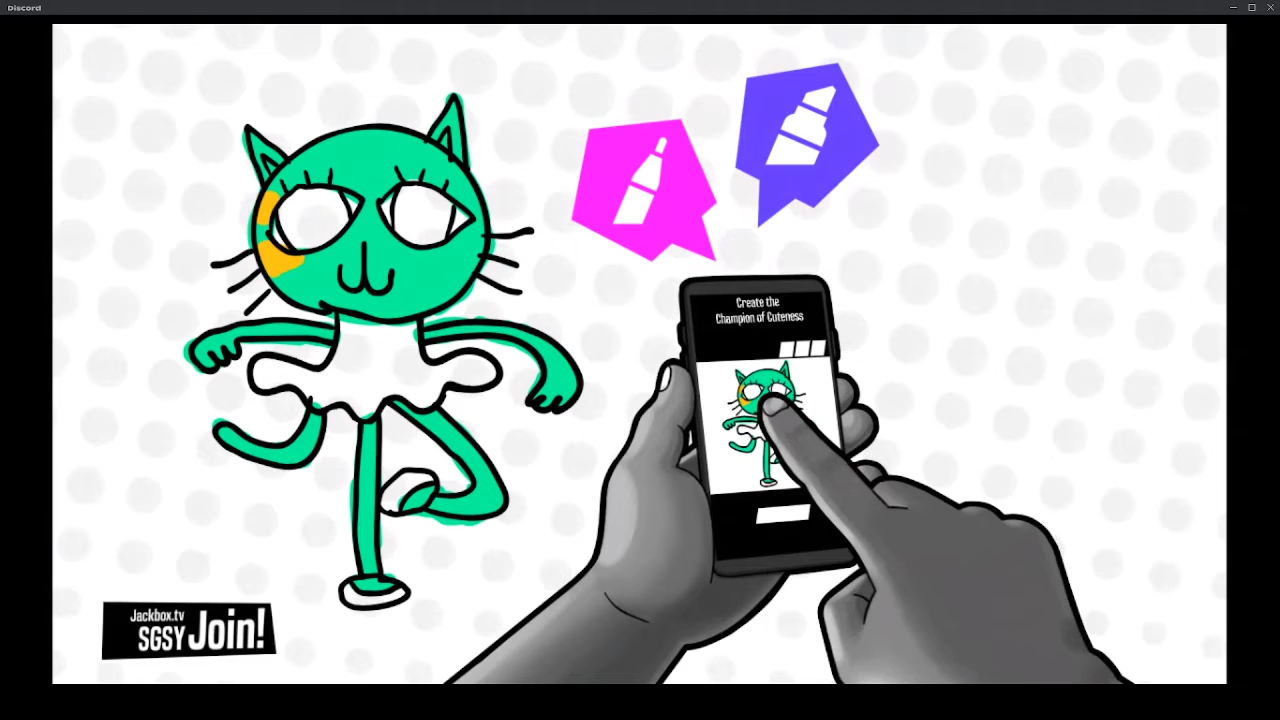 Discord
Create the
Champion of Cuteness
Jackbox.tv
SGSY Join!